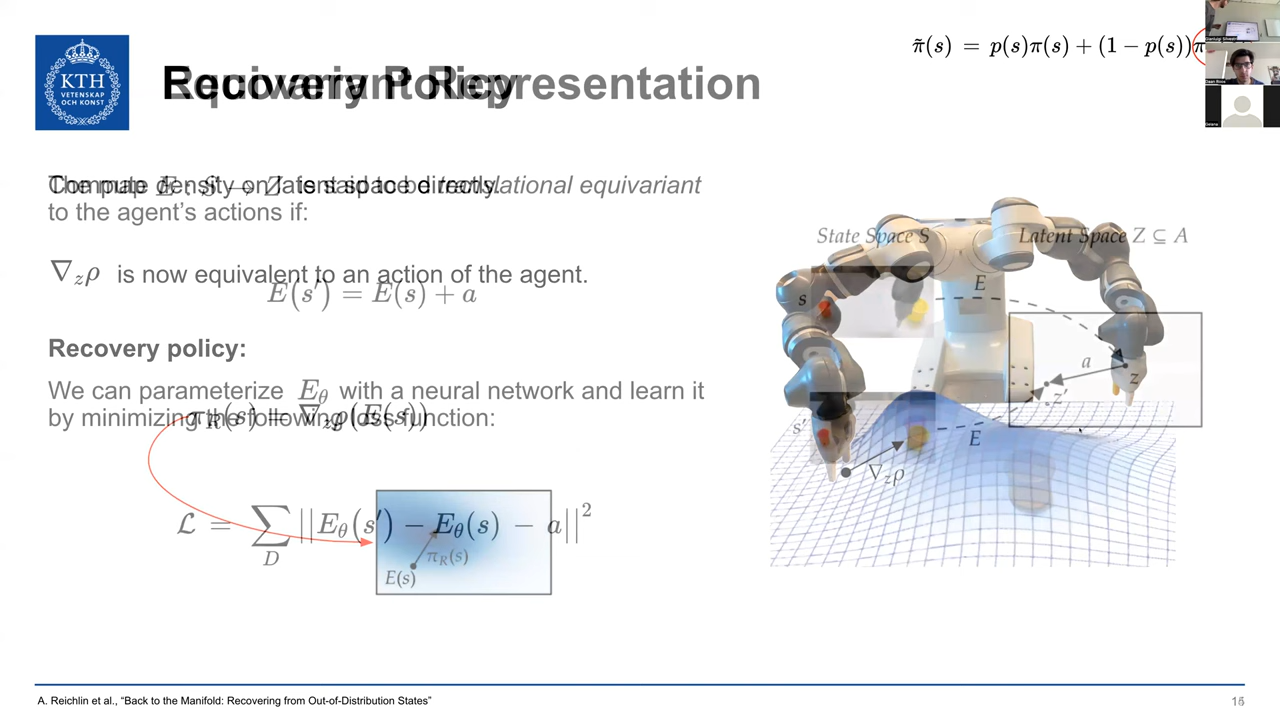 π̃(s) = p(s)π(s) + (1 − p(s))π
KTH
VETENSKAP
OCH KONST
Recovery Policy
Equivariant Representation
Compute density on latent space directly.
The map E : S → Z is said to be translational equivariant
to the agent's actions if:
∇zρ is now equivalent to an action of the agent.
E(s′) = E(s) + a
Recovery policy:
We can parameterize Eθ with a neural network and learn it
by minimizing the following loss function:
πR(s) = ∇zρ(E(s))
ℒ = ∑D ||Eθ(s′) − Eθ(s) − a||²
πR(s)
E(s)
State Space S
Latent Space Z ⊆ A
s
E
a
z
z′
s′
E
∇zρ
A. Reichlin et al., “Back to the Manifold: Recovering from Out-of-Distribution States”